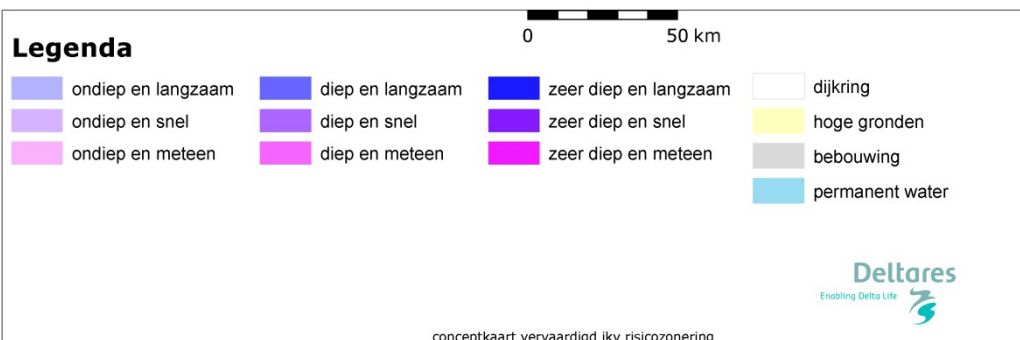 0 50 km
Legenda
ondiep en langzaam
ondiep en snel
ondiep en meteen
diep en langzaam
diep en snel
diep en meteen
zeer diep en langzaam
zeer diep en snel
zeer diep en meteen
dijkring
hoge gronden
bebouwing
permanent water
Deltares
Enabling Delta Life
conceptkaart vervaardigd ikv risicozonering